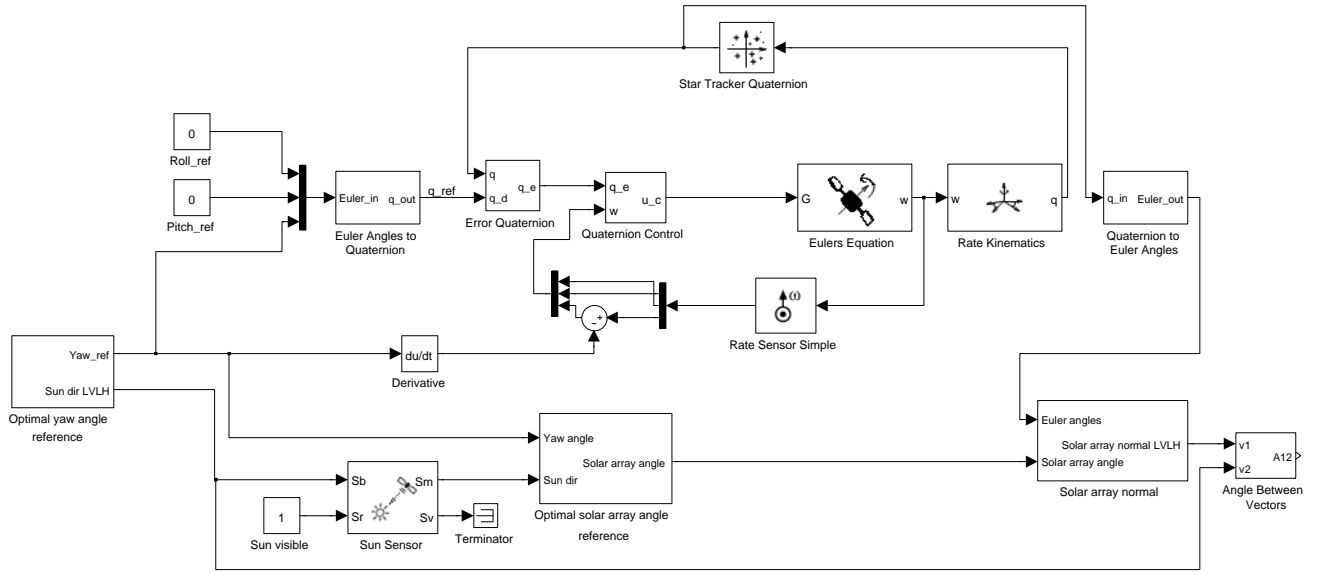 Star Tracker Quaternion
0
Roll_ref
0
Pitch_ref
Euler_in
q_out
Euler Angles to
Quaternion
q_ref
q
q_d
q_e
Error Quaternion
q_e
w
u_c
Quaternion Control
G
w
Eulers Equation
w
q
Rate Kinematics
q_in
Euler_out
Quaternion to
Euler Angles
+
−
ω
Rate Sensor Simple
Yaw_ref
Sun dir LVLH
Optimal yaw angle
reference
du/dt
Derivative
Yaw angle
Sun dir
Solar array angle
Optimal solar array angle
reference
Sb
Sr
Sm
Sv
Sun Sensor
1
Sun visible
Terminator
Euler angles
Solar array angle
Solar array normal LVLH
Solar array normal
v1
v2
A12
Angle Between
Vectors